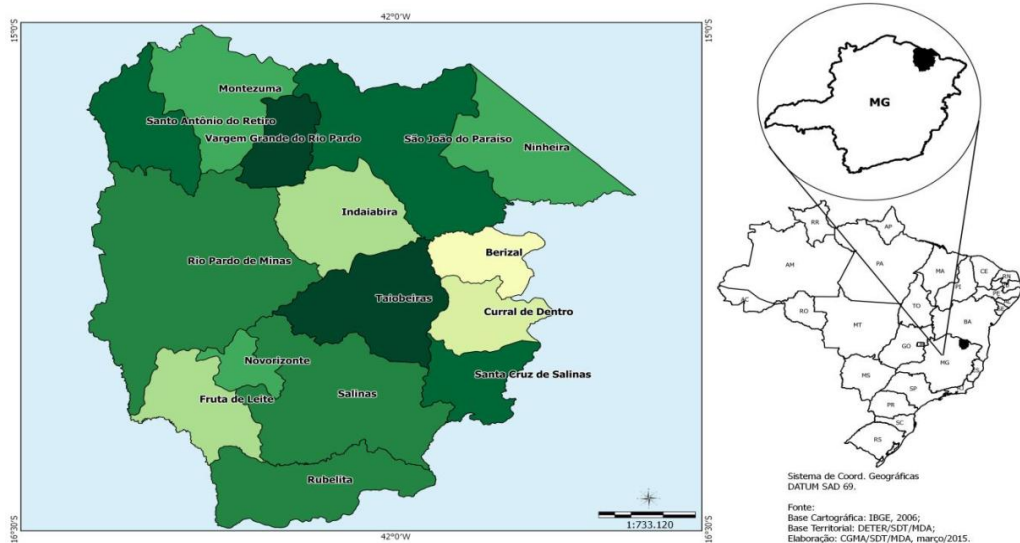 42°0'W
15°0'S
15°0'S
Montezuma
Santo Antônio do Retiro
Vargem Grande do Rio Pardo
São João do Paraíso
Ninheira
Indaiabira
Berizal
Rio Pardo de Minas
Taiobeiras
Curral de Dentro
Novorizonte
Santa Cruz de Salinas
Fruta de Leite
Salinas
Rubelita
1:733.120
16°30'S
16°30'S
42°0'W
MG
RR
AP
AM
PA
MA
CE
RN
PI
AC
TO
RO
BA
MT
GO
MG
MS
SP
PR
SC
RS
Sistema de Coord. Geográficas
DATUM SAD 69.
Fonte:
Base Cartográfica: IBGE, 2006;
Base Territorial: DETER/SDT/MDA;
Elaboração: CGMA/SDT/MDA, março/2015.